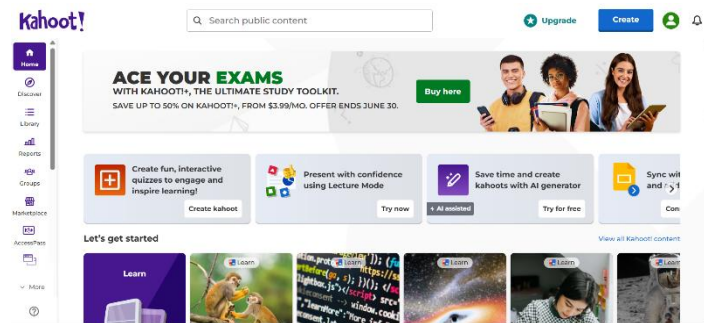 Kahoot!
Search public content
Upgrade
Create
Home
Discover
Library
Reports
Groups
Marketplace
AccessPass
More
ACE YOUR EXAMS
WITH KAHOOT!+, THE ULTIMATE STUDY TOOLKIT.
SAVE UP TO 50% ON KAHOOT!+, FROM $3.99/MO. OFFER ENDS JUNE 30.
Buy here
Create fun, interactive
quizzes to engage and
inspire learning!
Create kahoot
Present with confidence
using Lecture Mode
Try now
Save time and create
kahoots with AI generator
+ AI assisted
Try for free
Sync wit
and
Con
Let's get started
View all Kahoot! content
Learn
Learn
Learn
Learn
Learn
Learn